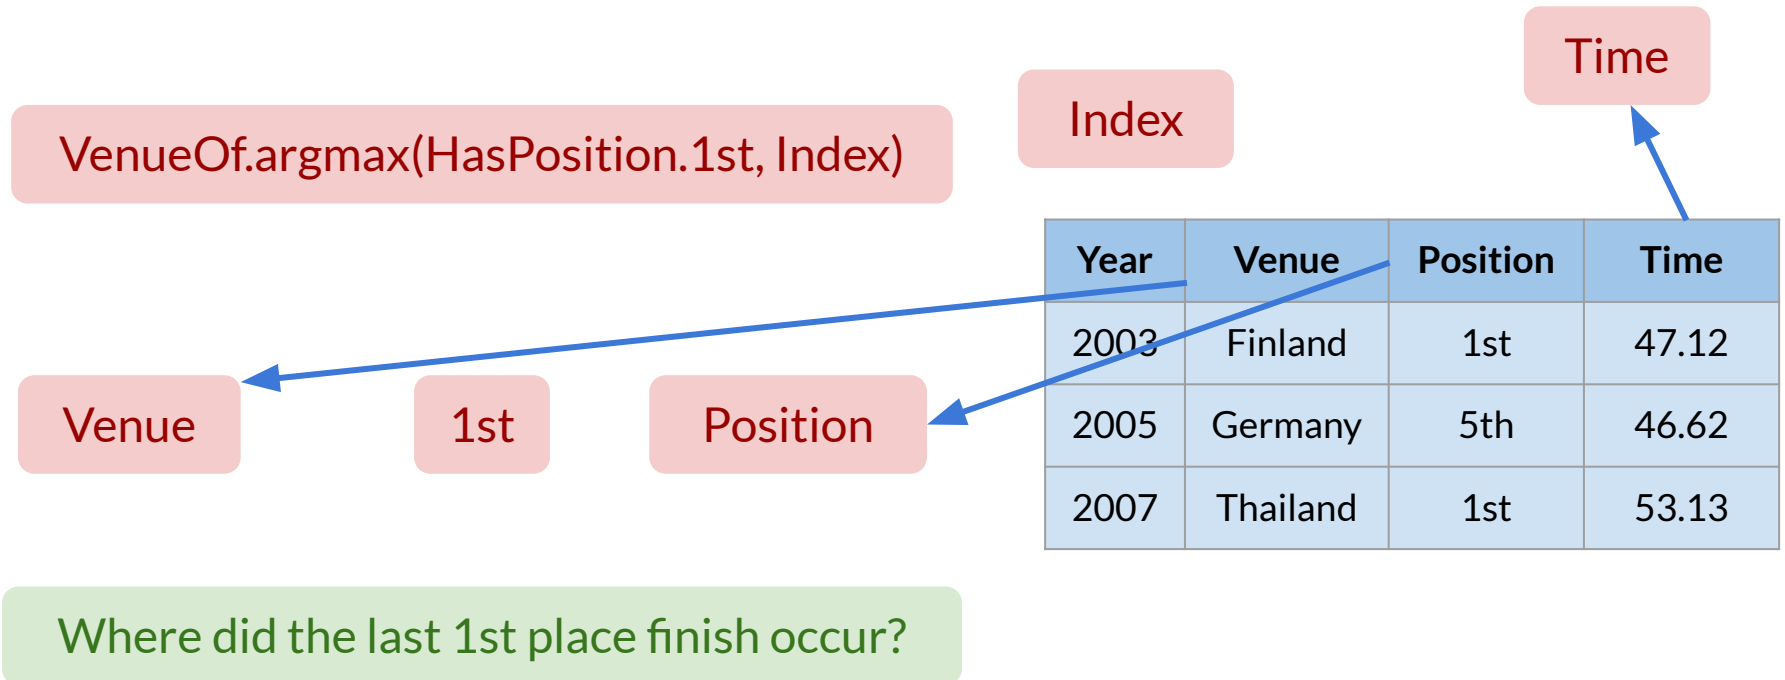 Time
Index
VenueOf.argmax(HasPosition.1st, Index)
Year Venue Position Time
2003 Finland 1st 47.12
2005 Germany 5th 46.62
2007 Thailand 1st 53.13
Venue 1st Position
Where did the last 1st place finish occur?